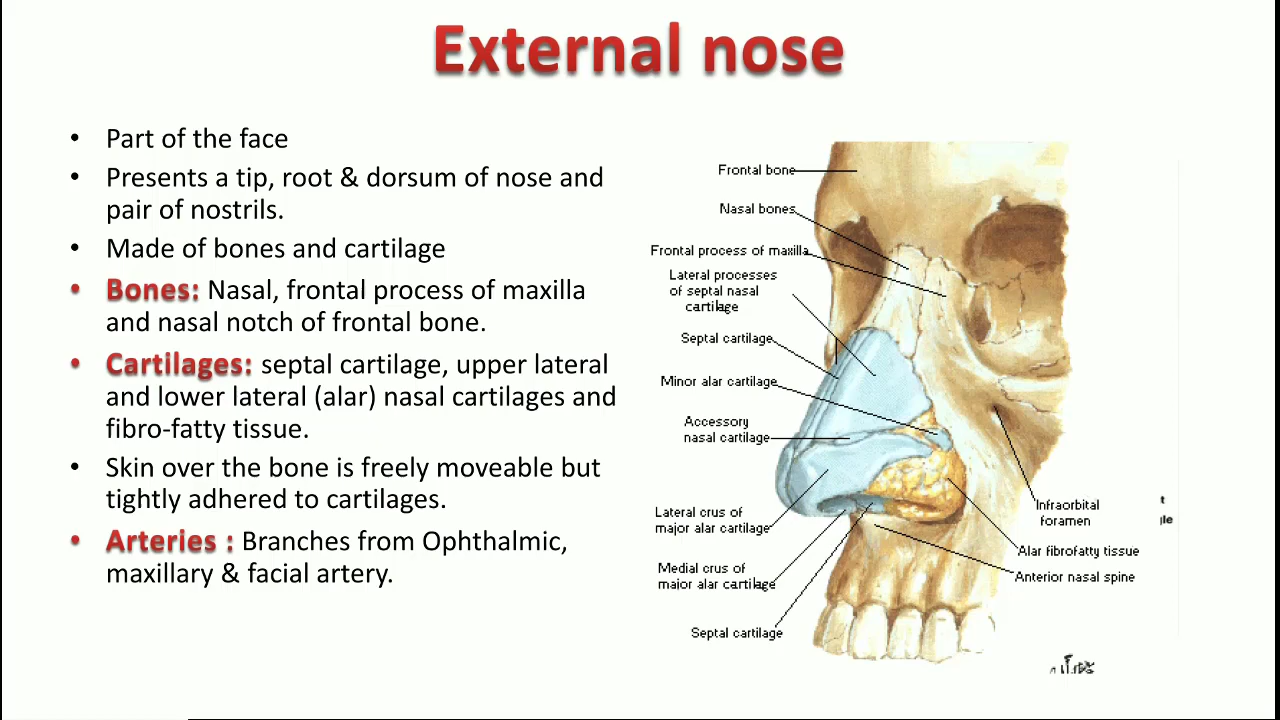 External nose
• Part of the face
• Presents a tip, root & dorsum of nose and
pair of nostrils.
• Made of bones and cartilage
• Bones: Nasal, frontal process of maxilla
and nasal notch of frontal bone.
• Cartilages: septal cartilage, upper lateral
and lower lateral (alar) nasal cartilages and
fibro-fatty tissue.
• Skin over the bone is freely moveable but
tightly adhered to cartilages.
• Arteries : Branches from Ophthalmic,
maxillary & facial artery.
Frontal bone
Nasal bones
Frontal process of maxilla
Lateral processes
of septal nasal
cartilage
Septal cartilage
Minor alar cartilage
Accessory
nasal cartilage
Lateral crus of
major alar cartilage
Medial crus of
major alar cartilage
Septal cartilage
Infraorbital
foramen
Alar fibrofatty tissue
Anterior nasal spine
t
le